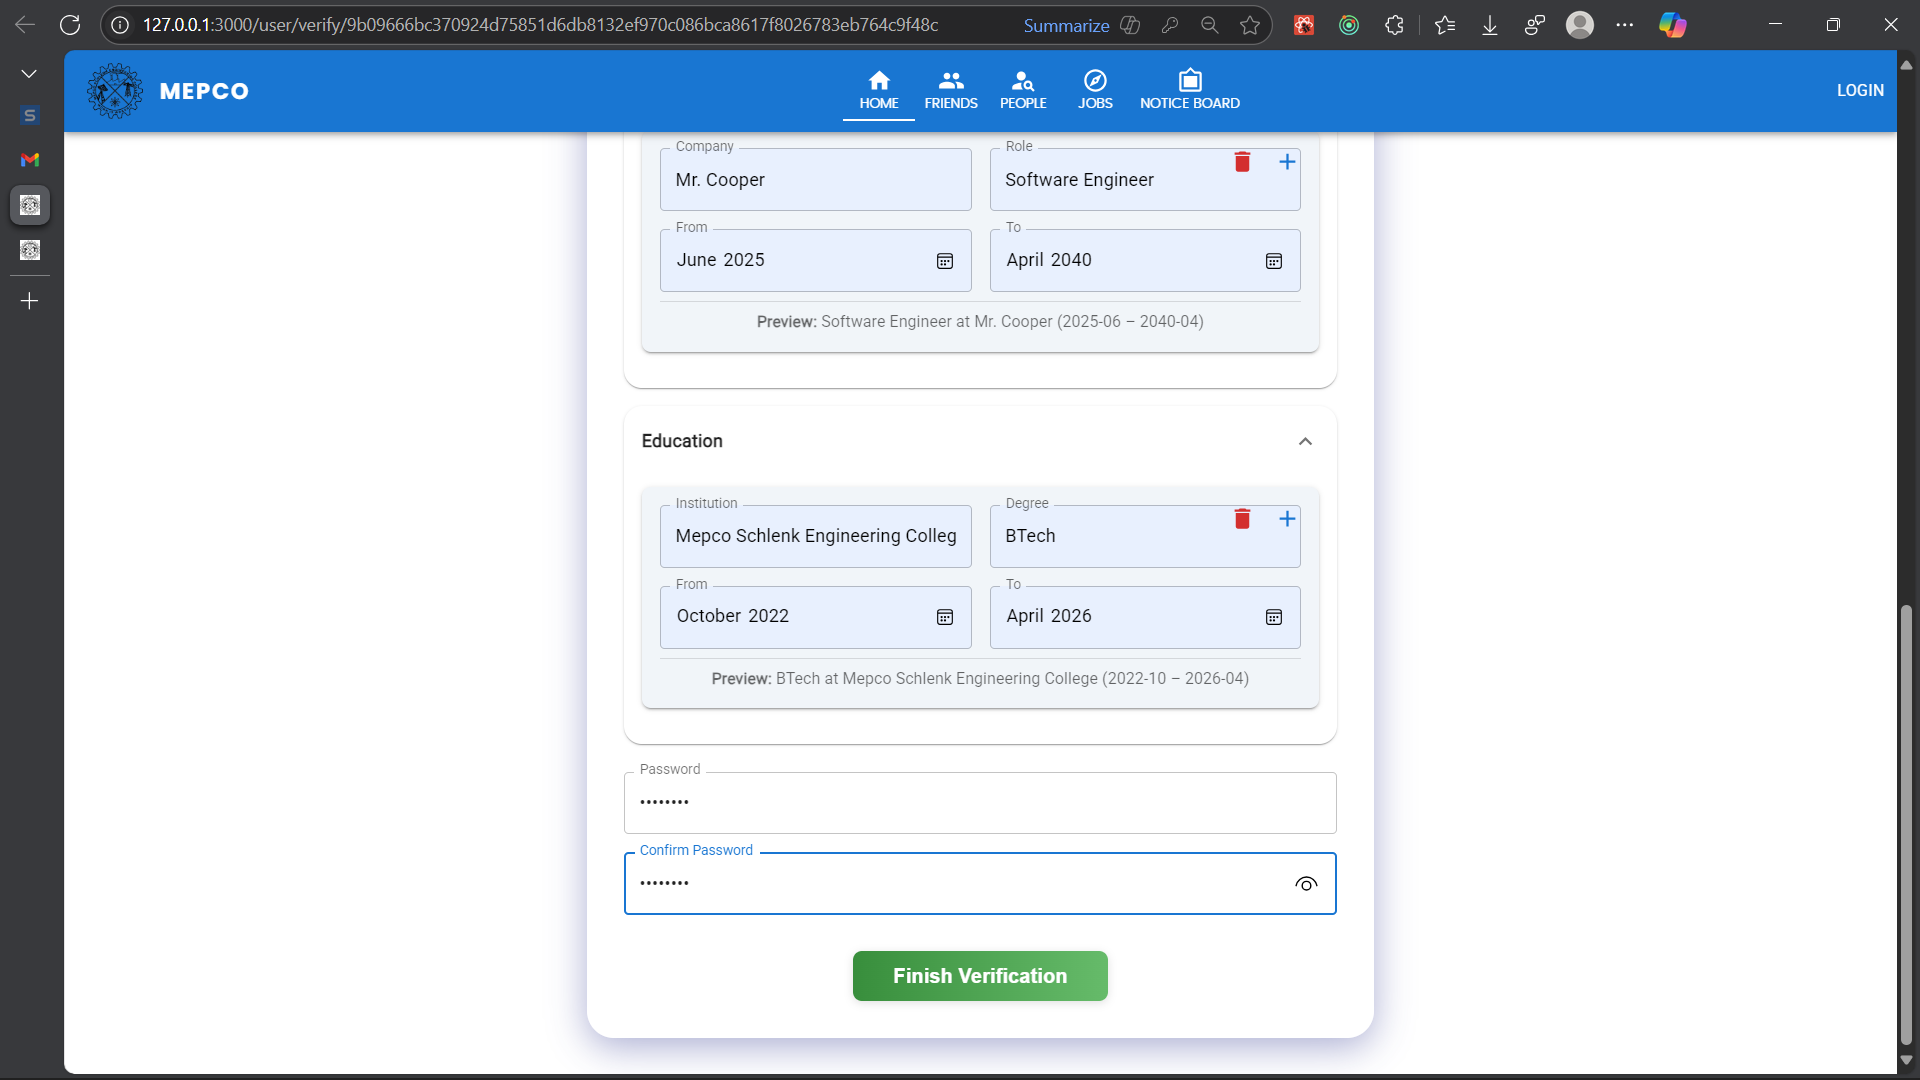 127.0.0.1:3000/user/verify/9b09666bc370924d75851d6db8132ef970c086bca8617f8026783eb764c9f48c Summarize
S
MEPCO HOME FRIENDS PEOPLE JOBS NOTICE BOARD LOGIN
Company Role
Mr. Cooper Software Engineer
From To
June 2025 April 2040
Preview: Software Engineer at Mr. Cooper (2025-06 – 2040-04)
Education
Institution Degree
Mepco Schlenk Engineering Colleg BTech
From To
October 2022 April 2026
Preview: BTech at Mepco Schlenk Engineering College (2022-10 – 2026-04)
Password
••••••••
Confirm Password
••••••••
Finish Verification